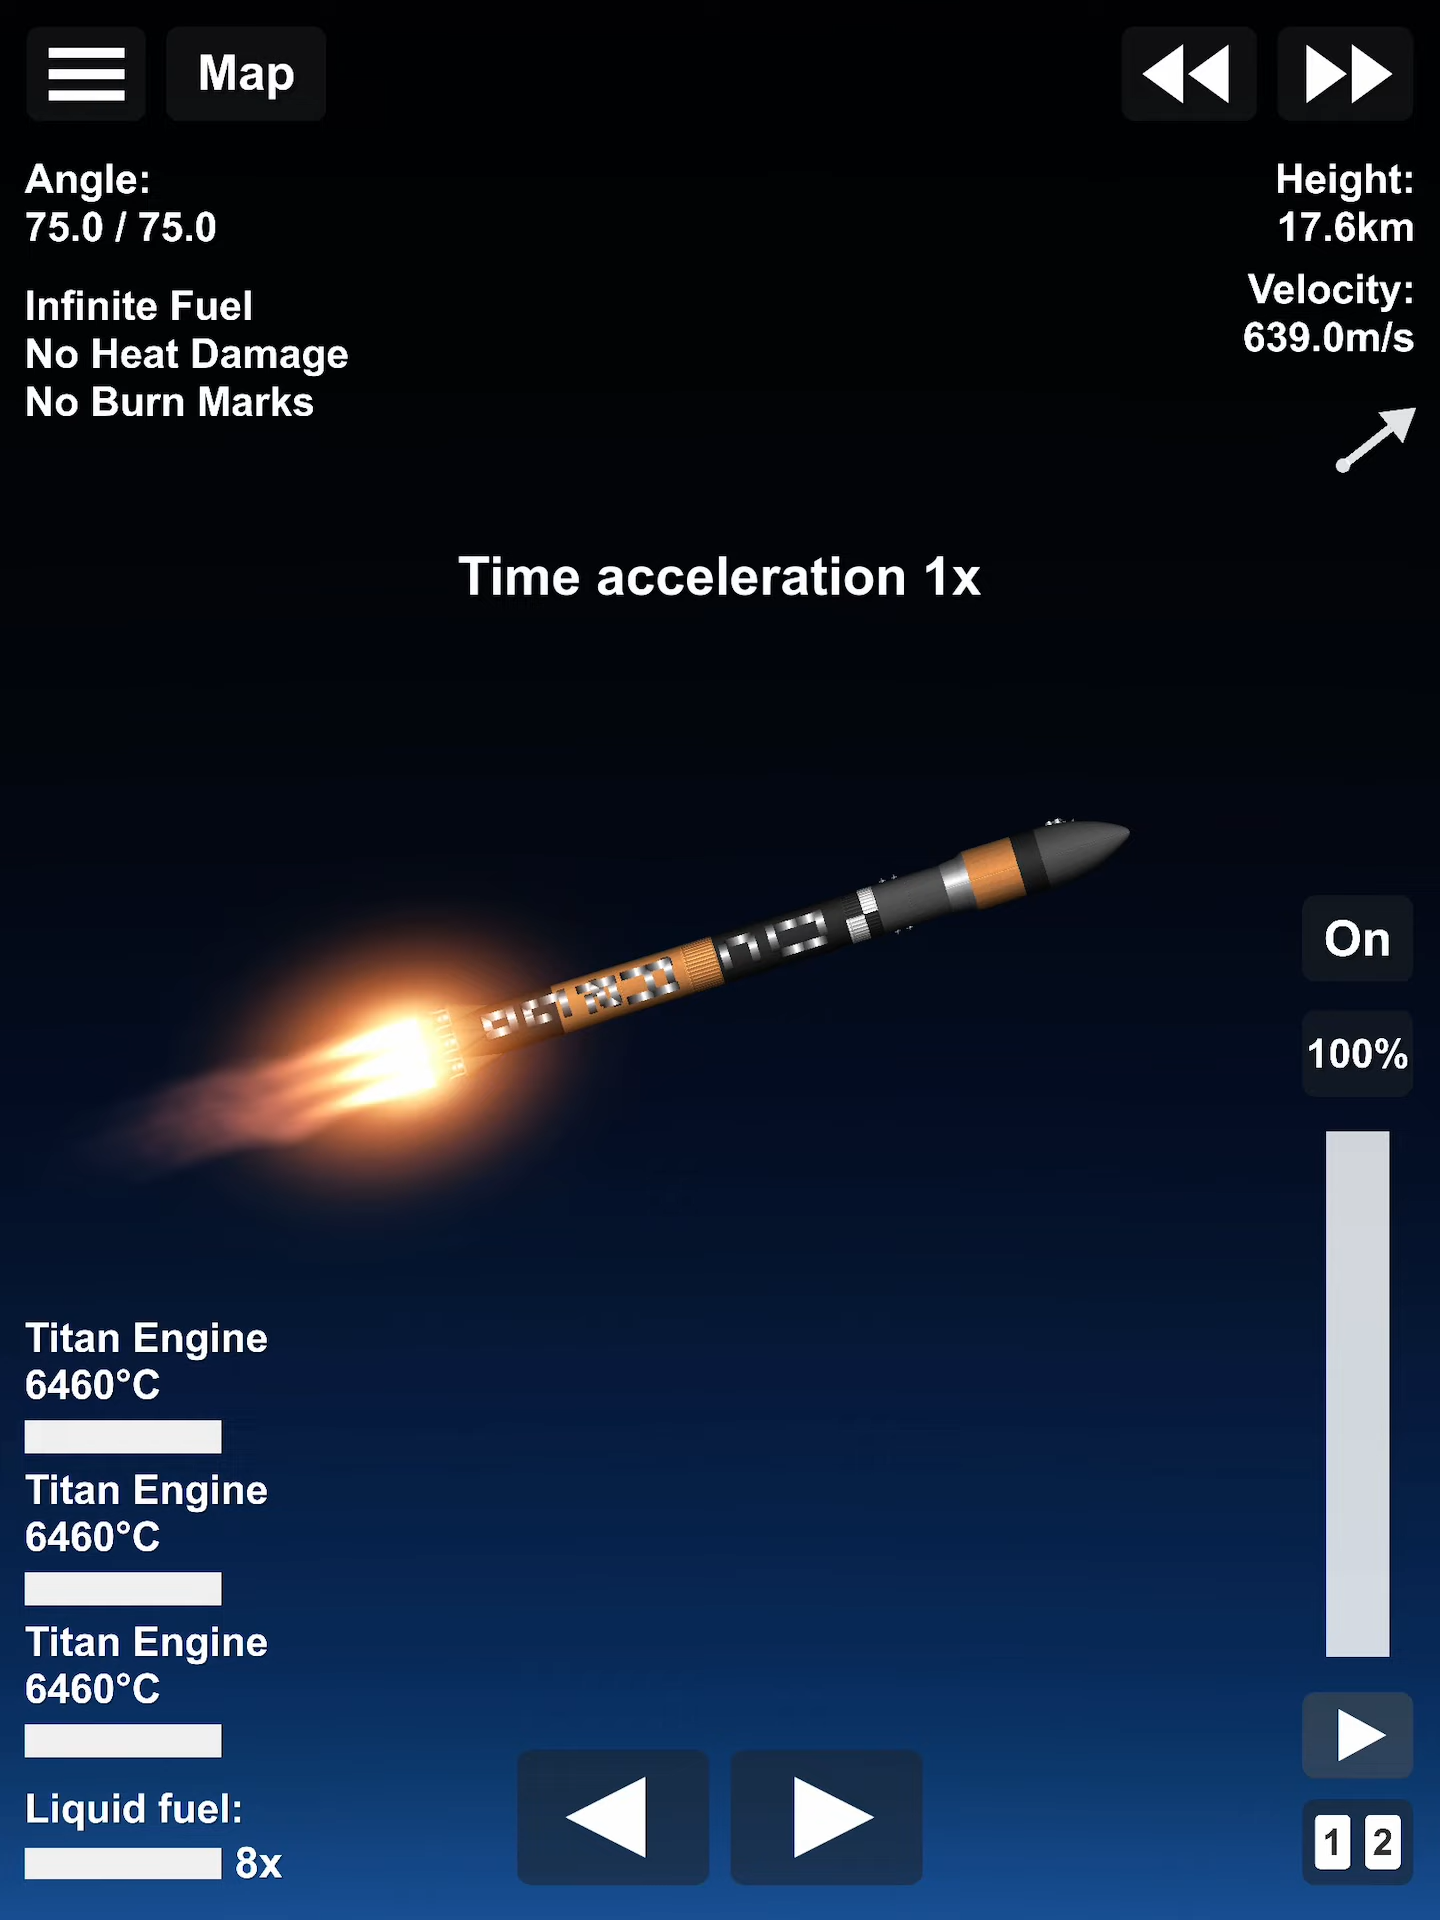 Map
Angle:
75.0 / 75.0
Infinite Fuel
No Heat Damage
No Burn Marks
Height:
17.6km
Velocity:
639.0m/s
Time acceleration 1x
On
100%
Titan Engine
6460°C
Titan Engine
6460°C
Titan Engine
6460°C
Liquid fuel:
8x
1 2